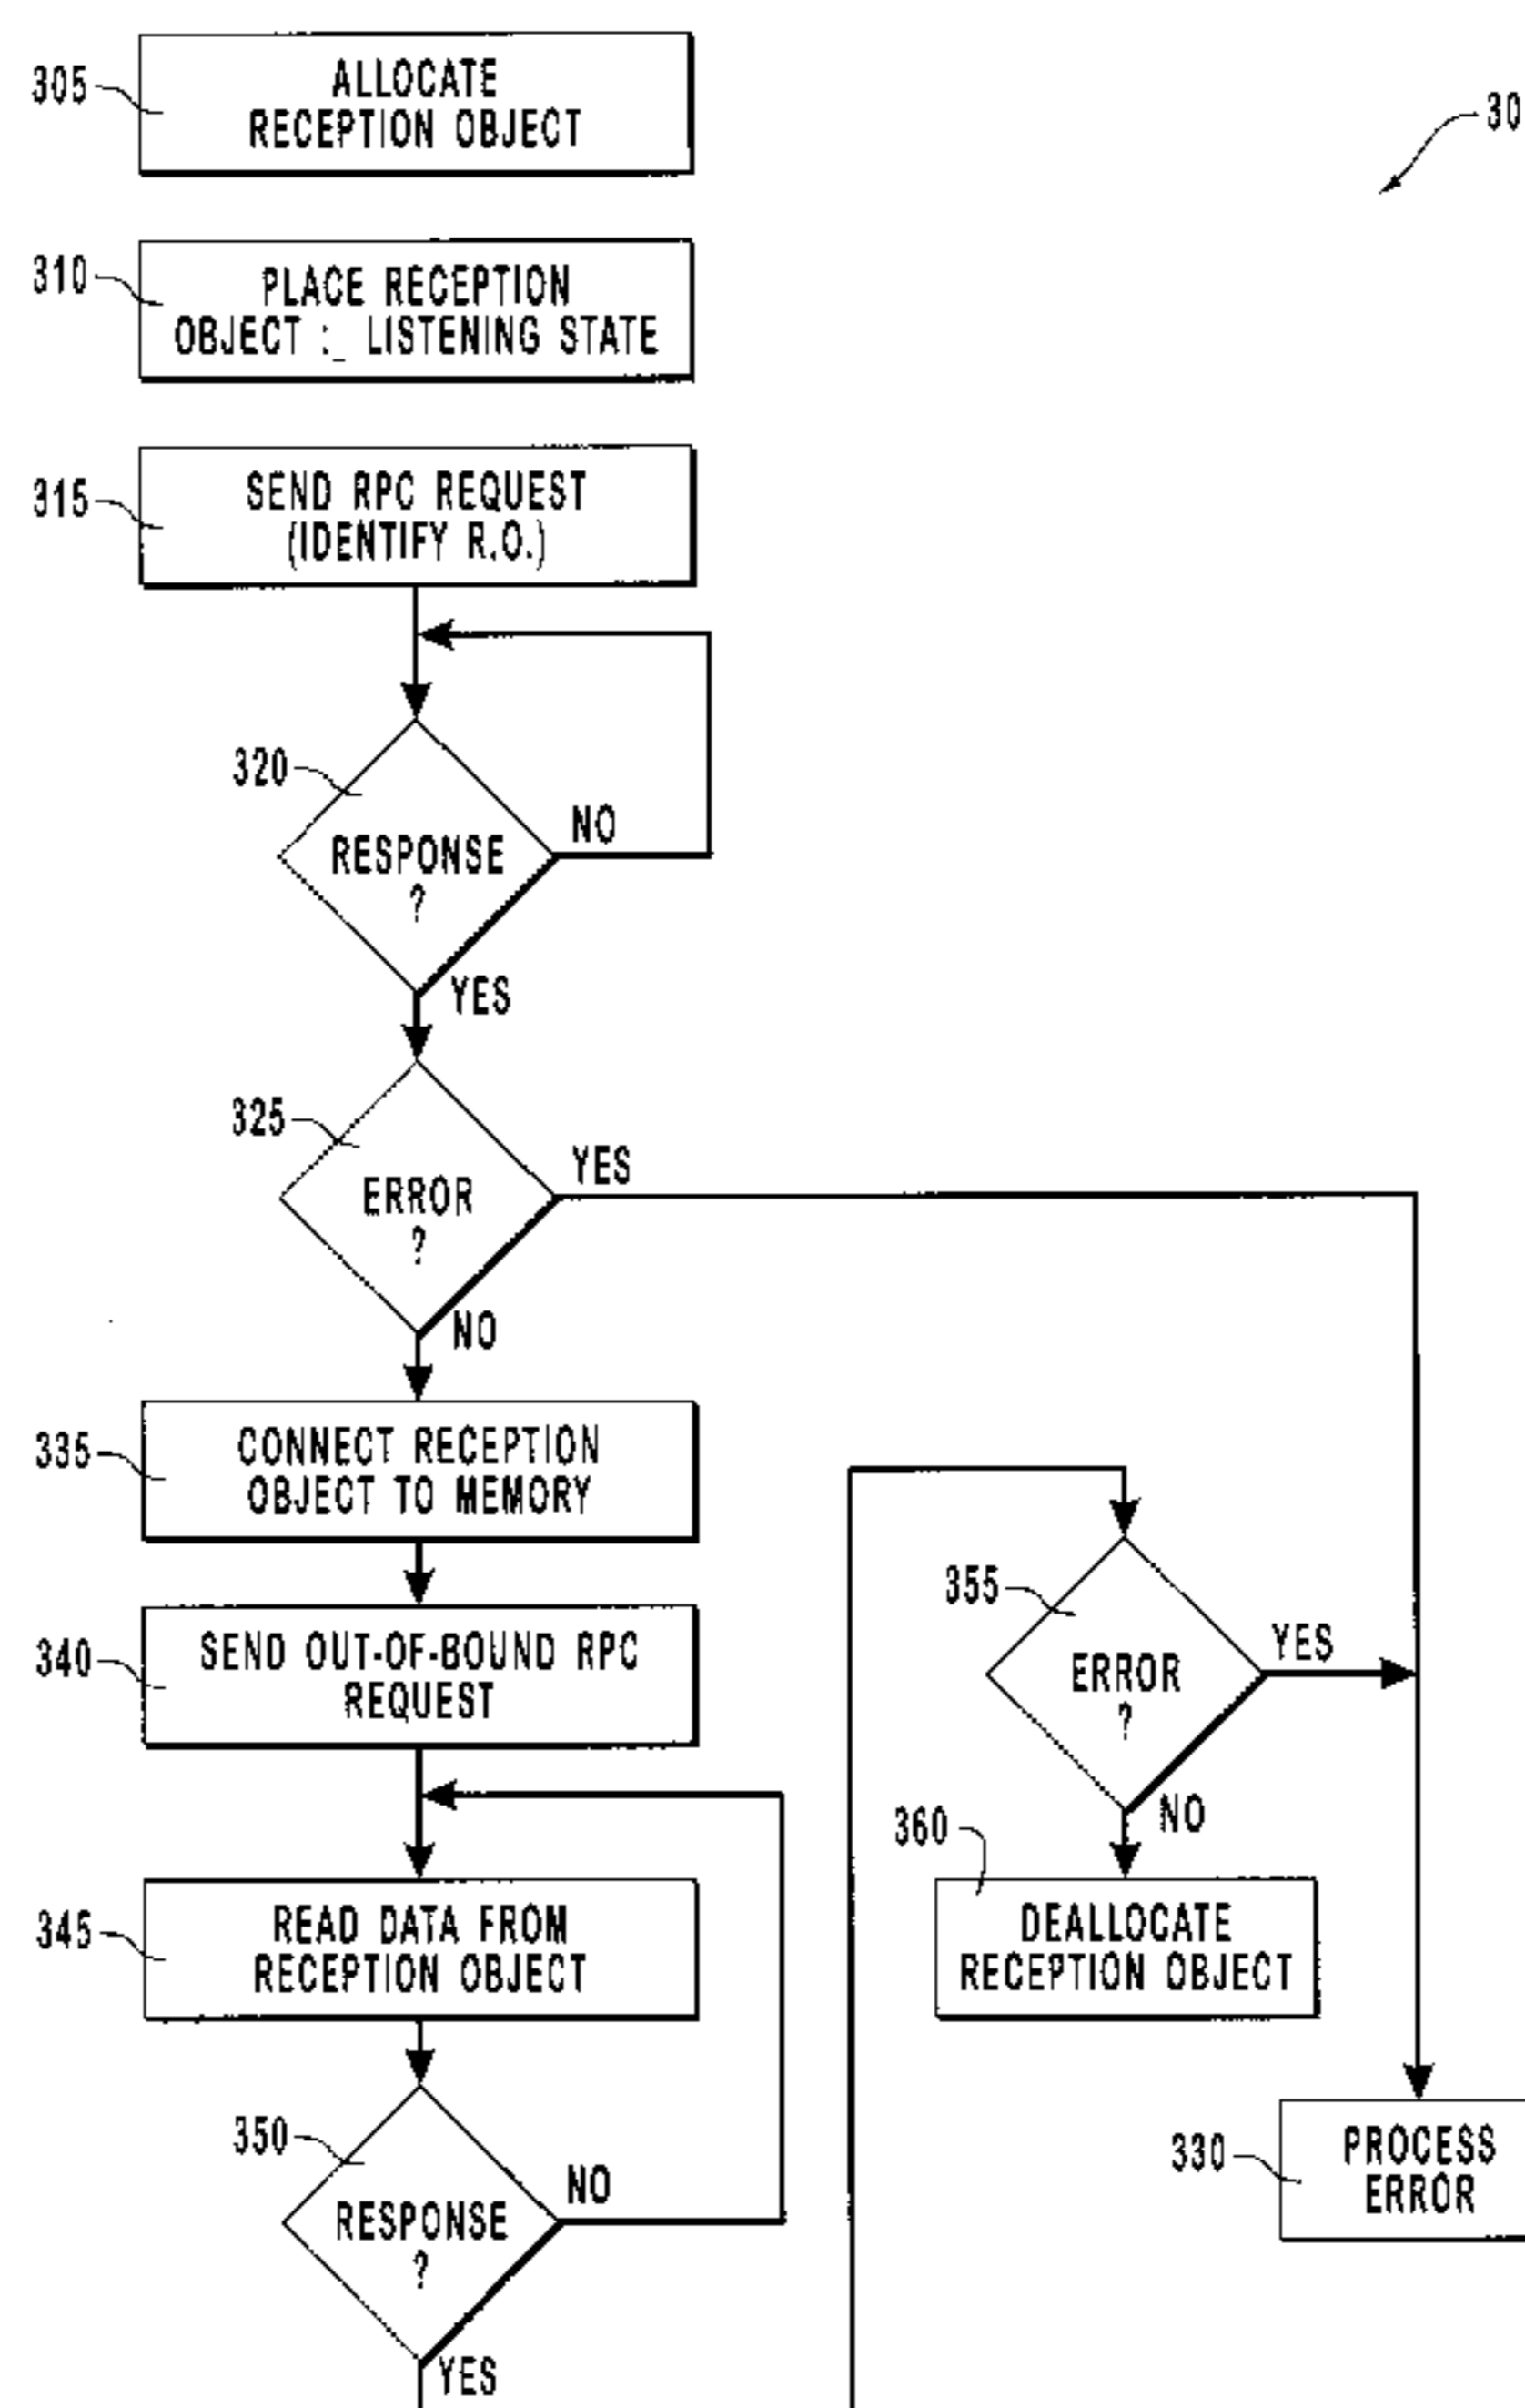 305
ALLOCATE
RECEPTION OBJECT
30
310
PLACE RECEPTION
OBJECT :_ LISTENING STATE
315
SEND RPC REQUEST
(IDENTIFY R.O.)
320
RESPONSE
?
NO
YES
325
ERROR
?
YES
NO
335
CONNECT RECEPTION
OBJECT TO MEMORY
340
SEND OUT-OF-BOUND RPC
REQUEST
345
READ DATA FROM
RECEPTION OBJECT
350
RESPONSE
?
NO
YES
355
ERROR
?
YES
NO
360
DEALLOCATE
RECEPTION OBJECT
330
PROCESS
ERROR